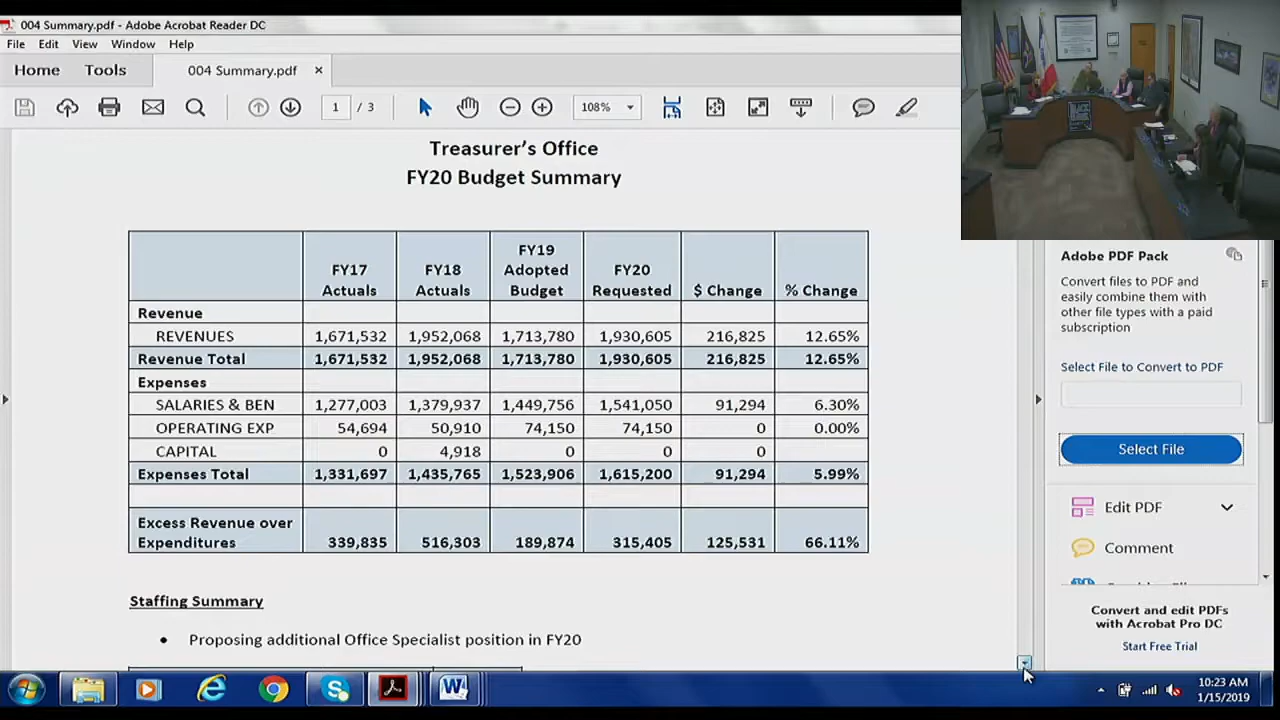 004 Summary.pdf - Adobe Acrobat Reader DC
File Edit View Window Help
Home Tools 004 Summary.pdf ×
1 / 3 108%
Treasurer's Office
FY20 Budget Summary
FY17 Actuals FY18 Actuals FY19 Adopted Budget FY20 Requested $ Change % Change
Revenue
REVENUES 1,671,532 1,952,068 1,713,780 1,930,605 216,825 12.65%
Revenue Total 1,671,532 1,952,068 1,713,780 1,930,605 216,825 12.65%
Expenses
SALARIES & BEN 1,277,003 1,379,937 1,449,756 1,541,050 91,294 6.30%
OPERATING EXP 54,694 50,910 74,150 74,150 0 0.00%
CAPITAL 0 4,918 0 0 0
Expenses Total 1,331,697 1,435,765 1,523,906 1,615,200 91,294 5.99%
Excess Revenue over
Expenditures 339,835 516,303 189,874 315,405 125,531 66.11%
Staffing Summary
• Proposing additional Office Specialist position in FY20
Adobe PDF Pack
Convert files to PDF and
easily combine them with
other file types with a paid
subscription
Select File to Convert to PDF
Select File
Edit PDF
Comment
Convert and edit PDFs
with Acrobat Pro DC
Start Free Trial
10:23 AM
1/15/2019